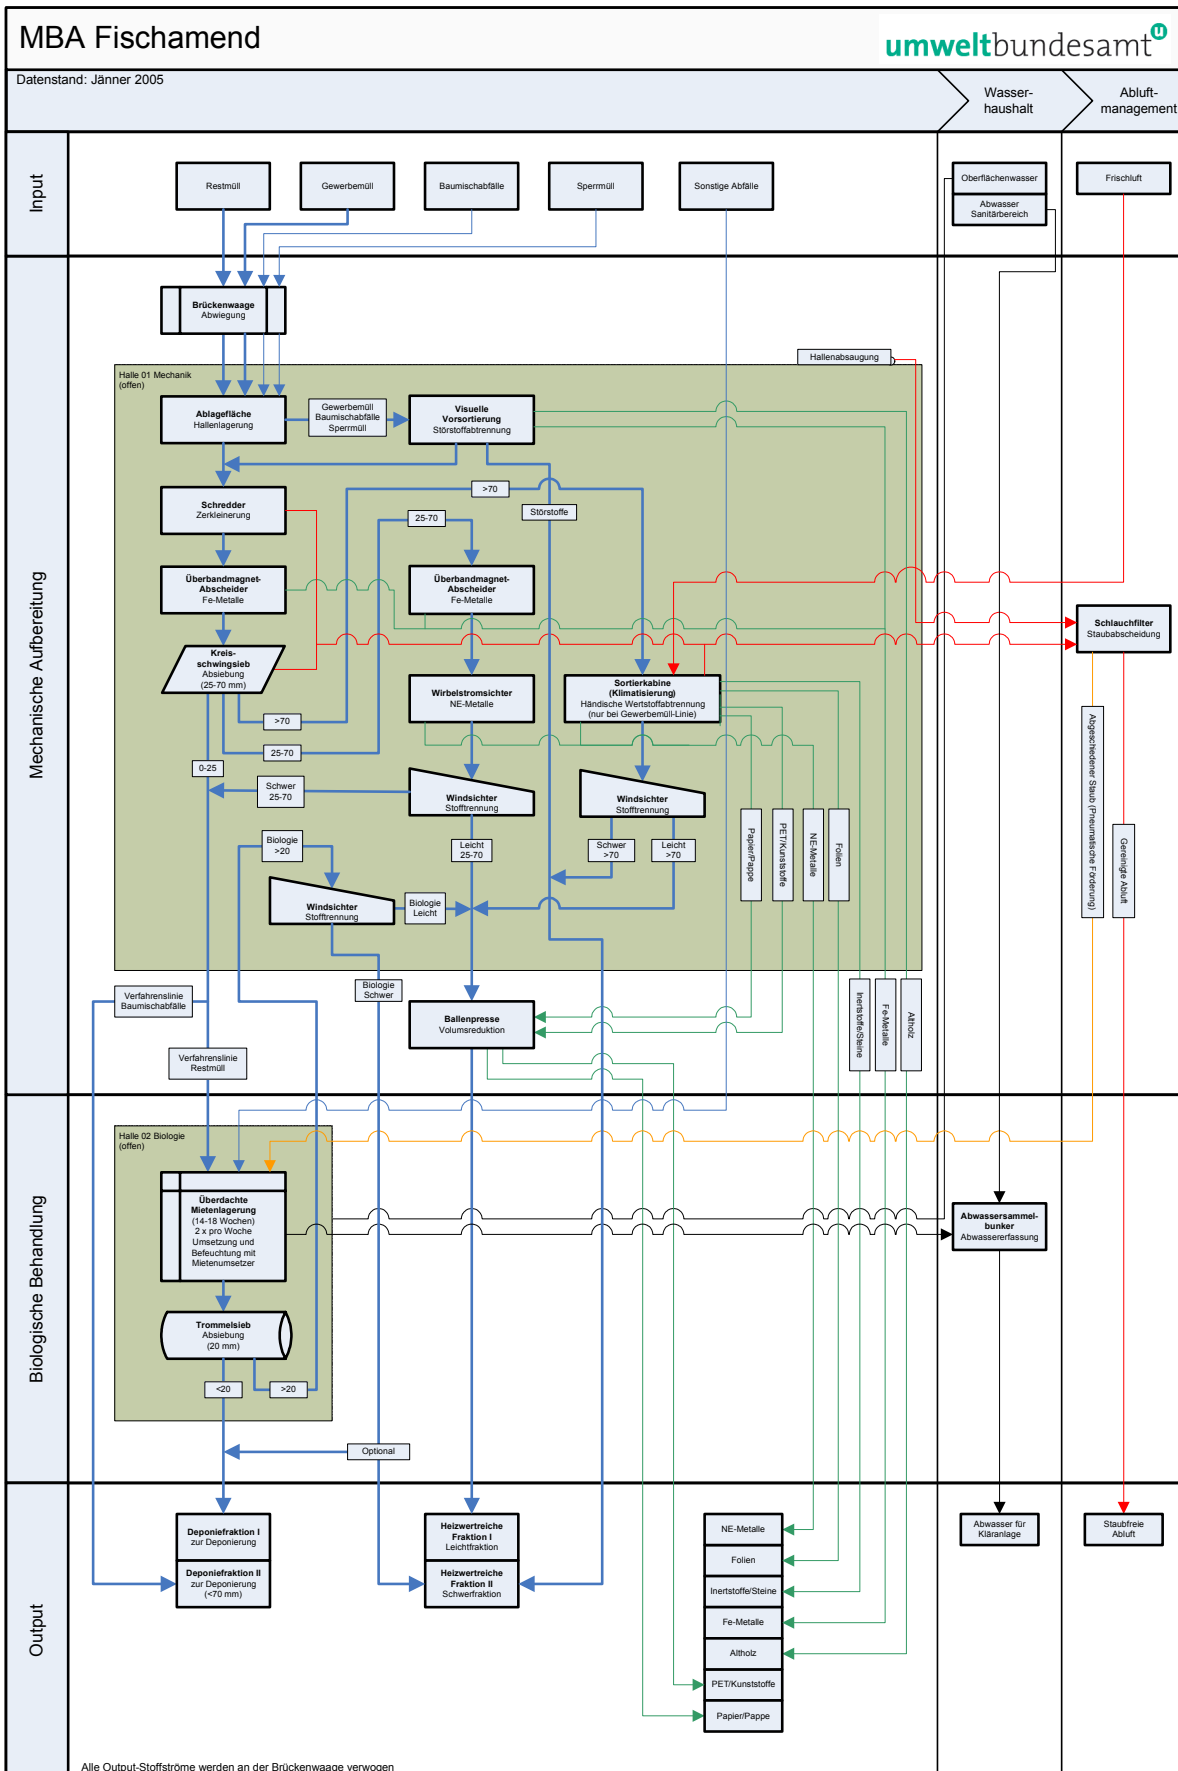 MBA Fischamend
umweltbundesamt
u
Datenstand: Jänner 2005
Wasser-
haushalt
Abluft-
management
Input
Restmüll
Gewerbemüll
Baumischabfälle
Sperrmüll
Sonstige Abfälle
Oberflächenwasser
Abwasser
Sanitärbereich
Frischluft
Mechanische Aufbereitung
Brückenwaage
Abwiegung
Hallenabsaugung
Halle 01 Mechanik
(offen)
Ablagefläche
Hallenlagerung
Gewerbemüll
Baumischabfälle
Sperrmüll
Visuelle
Vorsortierung
Störstoffabtrennung
>70
Schredder
Zerkleinerung
25-70
Störstoffe
Überbandmagnet-
Abscheider
Fe-Metalle
Überbandmagnet-
Abscheider
Fe-Metalle
Schlauchfilter
Staubabscheidung
Kreis-
schwingsieb
Absiebung
(25-70 mm)
Wirbelstromsichter
NE-Metalle
Sortierkabine
(Klimatisierung)
Händische Wertstoffabtrennung
(nur bei Gewerbemüll-Linie)
>70
25-70
0-25
Schwer
25-70
Windsichter
Stofftrennung
Windsichter
Stofftrennung
Biologie
>20
Leicht
25-70
Schwer
>70
Leicht
>70
Papier/Pappe
PET/Kunststoffe
NE-Metalle
Folien
Abgeschiedener Staub (Pneumatische Förderung)
Gereinigte Abluft
Windsichter
Stofftrennung
Biologie
Leicht
Biologie
Schwer
Verfahrenslinie
Baumischabfälle
Ballenpresse
Volumsreduktion
Inertstoffe/Steine
Fe-Metalle
Altholz
Verfahrenslinie
Restmüll
Biologische Behandlung
Halle 02 Biologie
(offen)
Überdachte
Mietenlagerung
(14-18 Wochen)
2 x pro Woche
Umsetzung und
Befeuchtung mit
Mietenumsetzer
Abwassersammel-
bunker
Abwassererfassung
Trommelsieb
Absiebung
(20 mm)
<20
>20
Optional
Output
Deponiefraktion I
zur Deponierung
Deponiefraktion II
zur Deponierung
(<70 mm)
Heizwertreiche
Fraktion I
Leichtfraktion
Heizwertreiche
Fraktion II
Schwerfraktion
NE-Metalle
Folien
Inertstoffe/Steine
Fe-Metalle
Altholz
PET/Kunststoffe
Papier/Pappe
Abwasser für
Kläranlage
Staubfreie
Abluft
Alle Output-Stoffströme werden an der Brückenwaage verwogen